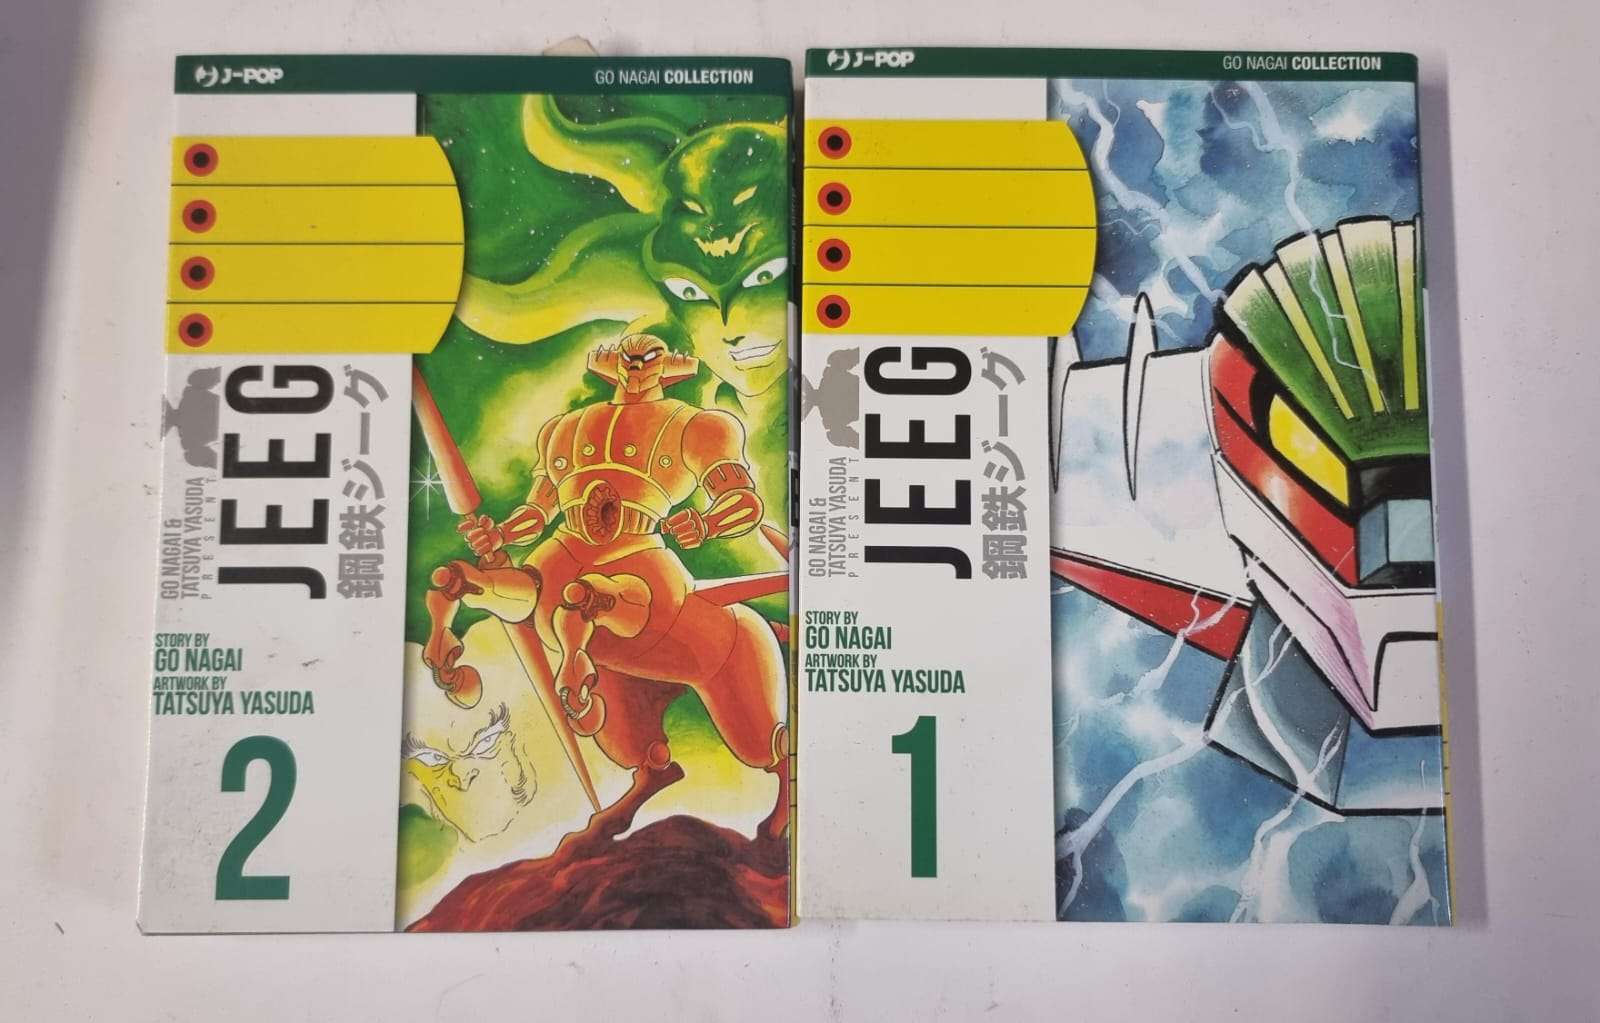 J-POP
GO NAGAI COLLECTION
JEEG
鋼鉄ジーグ
GO NAGAI &
TATSUYA YASUDA
PRESENT
STORY BY
GO NAGAI
ARTWORK BY
TATSUYA YASUDA
2
J-POP
GO NAGAI COLLECTION
JEEG
鋼鉄ジーグ
GO NAGAI &
TATSUYA YASUDA
PRESENT
STORY BY
GO NAGAI
ARTWORK BY
TATSUYA YASUDA
1